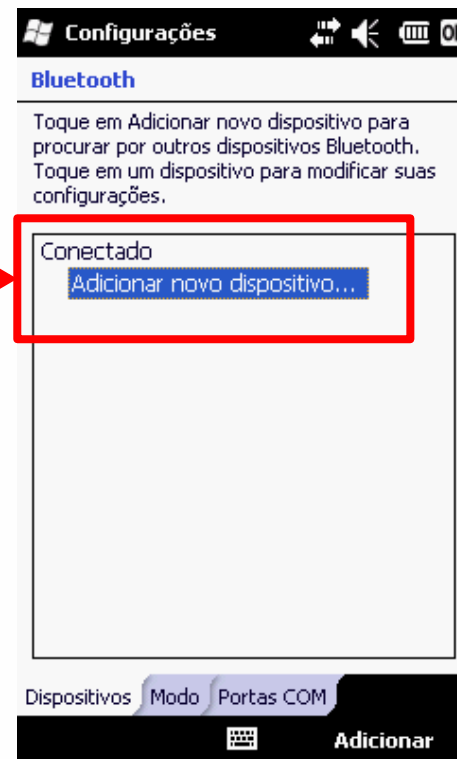 Configurações
Bluetooth
Toque em Adicionar novo dispositivo para
procurar por outros dispositivos Bluetooth.
Toque em um dispositivo para modificar suas
configurações.
Conectado
Adicionar novo dispositivo...
Dispositivos Modo Portas COM
Adicionar